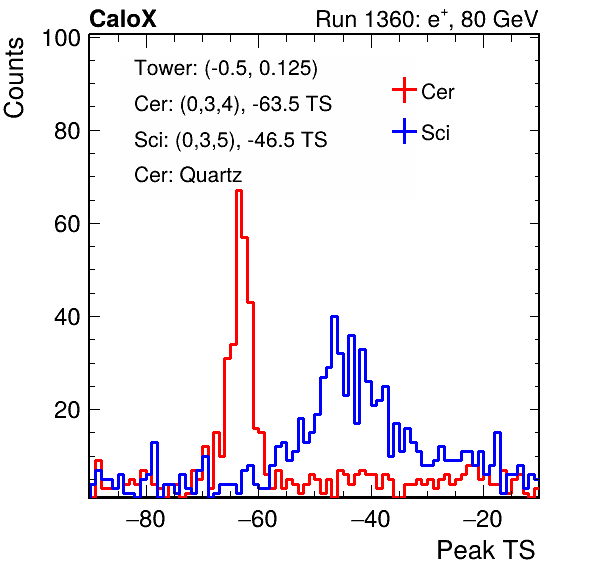 CaloX
Run 1360: e⁺, 80 GeV
Counts
100
80
60
40
20
Tower: (-0.5, 0.125)
Cer: (0,3,4), -63.5 TS
Sci: (0,3,5), -46.5 TS
Cer: Quartz
Cer
Sci
−80
−60
−40
−20
Peak TS